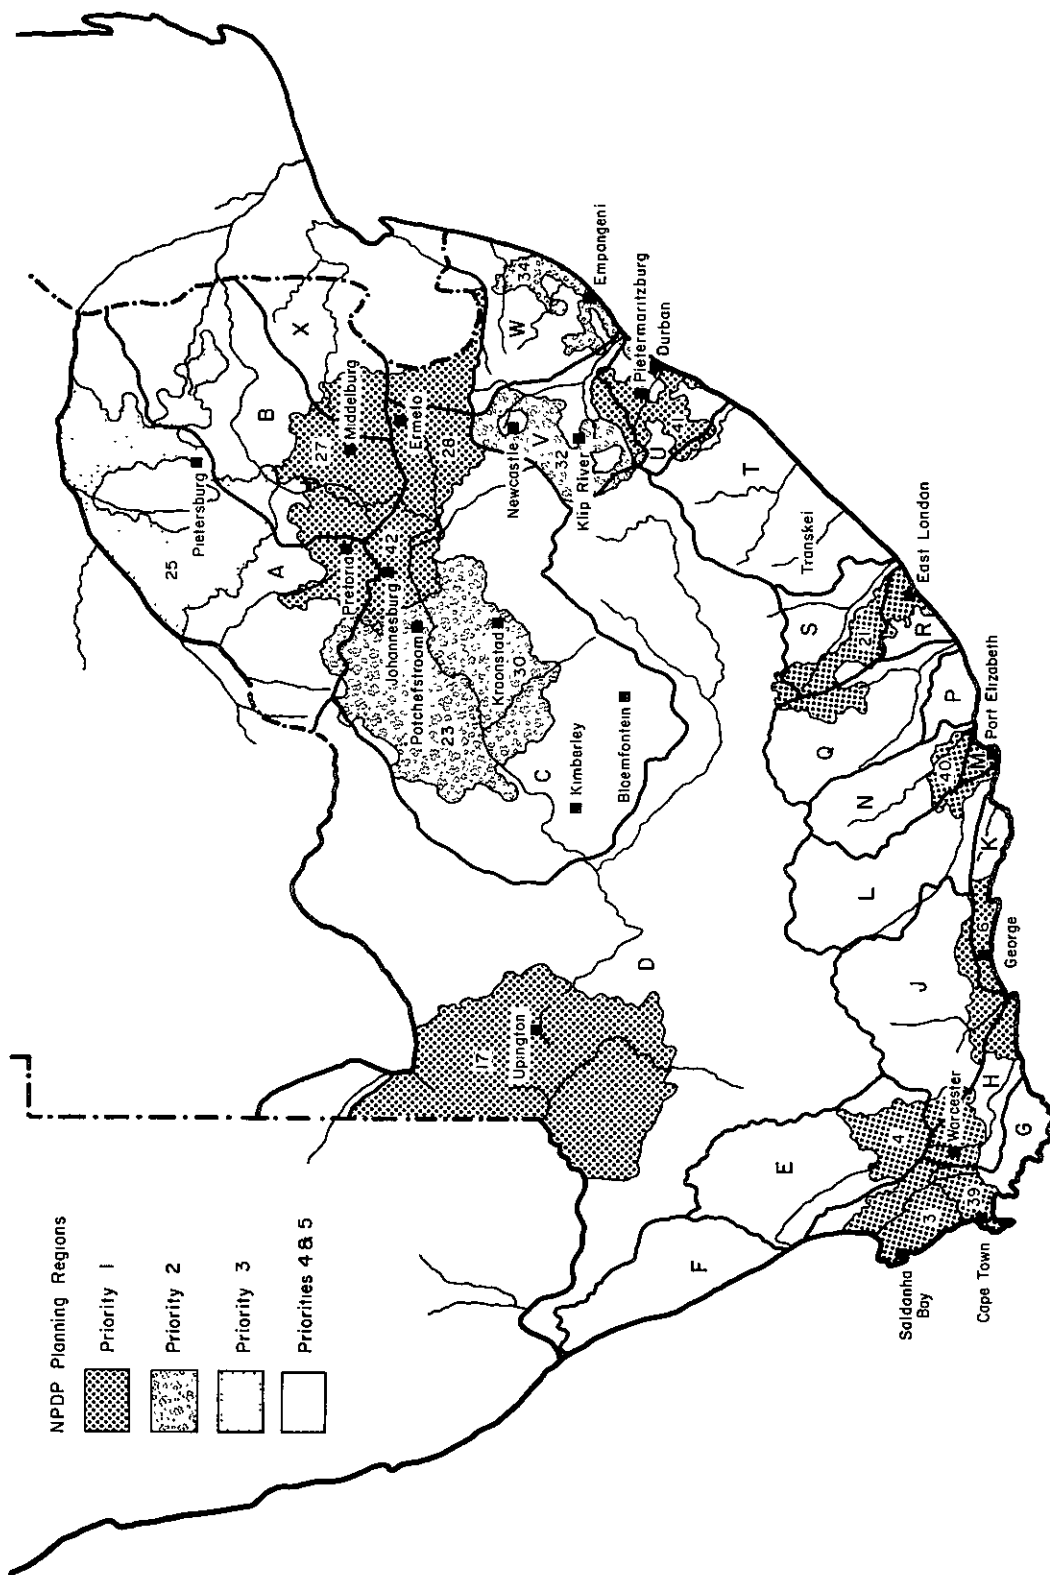 NPDP Planning Regions
Priority 1
Priority 2
Priority 3
Priorities 4 & 5
25
Pietersburg
A
B
X
27
Middelburg
Pretoria
Johannesburg
42
Ermelo
28
Potchefstroom
23
Kroonstad
30
C
Kimberley
Bloemfontein
Newcastle
V
32
Klip River
W
34
Empangeni
Pietermaritzburg
Durban
U
41
T
Transkei
S
21
R
East London
Q
P
Port Elizabeth
40
M
N
L
K
6
George
J
D
17
Upington
H
G
Worcester
4
E
3
39
F
Saldanha
Bay
Cape Town